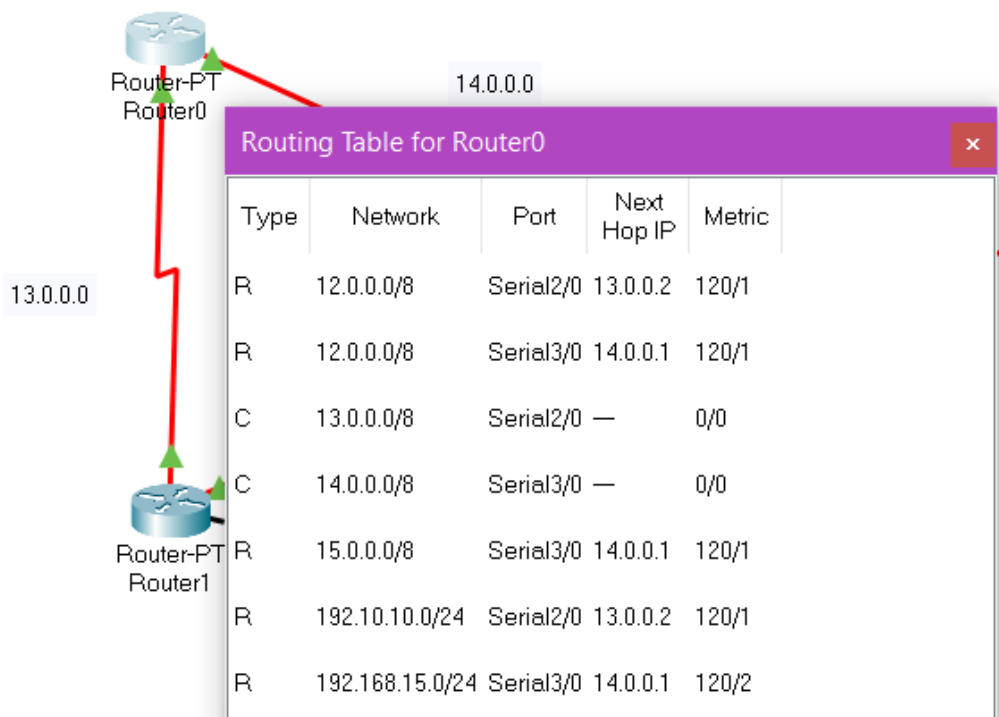 Router-PT
Router0
14.0.0.0
13.0.0.0
Router-PT
Router1
Routing Table for Router0
Type Network Port Next Hop IP Metric
R 12.0.0.0/8 Serial2/0 13.0.0.2 120/1
R 12.0.0.0/8 Serial3/0 14.0.0.1 120/1
C 13.0.0.0/8 Serial2/0 — 0/0
C 14.0.0.0/8 Serial3/0 — 0/0
R 15.0.0.0/8 Serial3/0 14.0.0.1 120/1
R 192.10.10.0/24 Serial2/0 13.0.0.2 120/1
R 192.168.15.0/24 Serial3/0 14.0.0.1 120/2